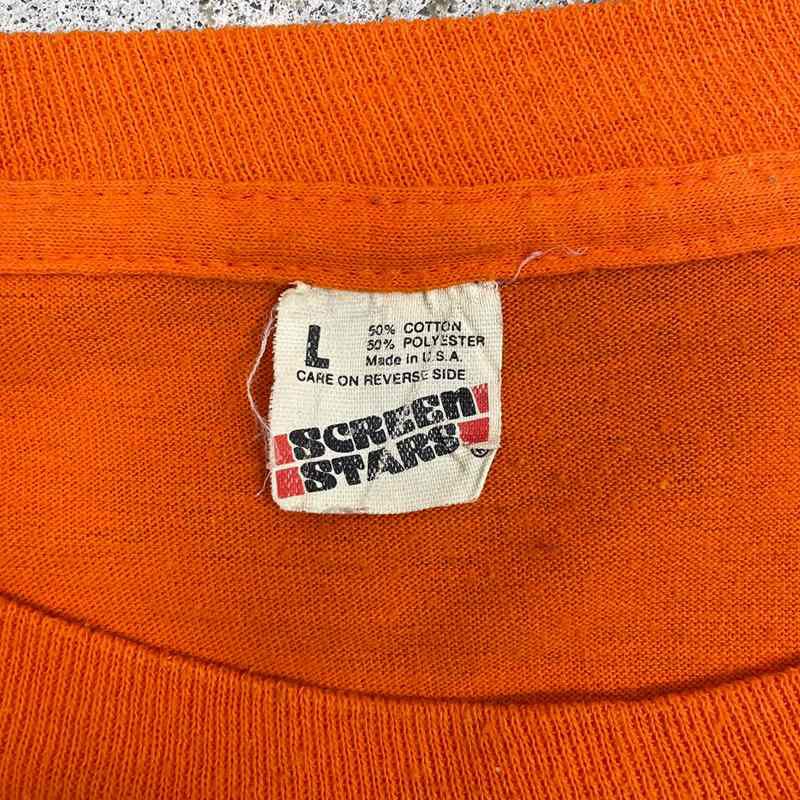 L
50% COTTON
50% POLYESTER
Made in U.S.A.
CARE ON REVERSE SIDE
SCREEN
STARS®